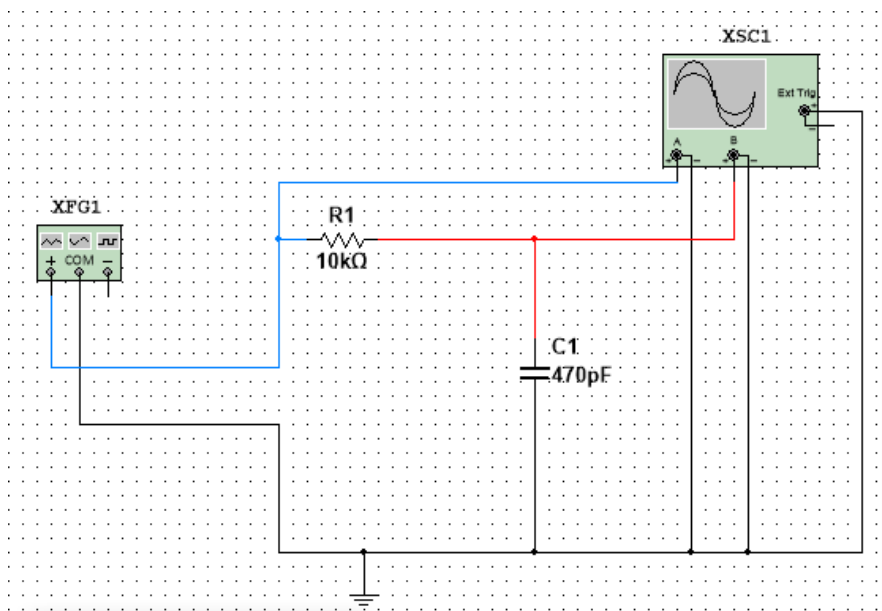 XSC1
Ext Trig
+
−
A
B
+ −
+ −
XFG1
+ COM −
R1
10kΩ
C1
470pF